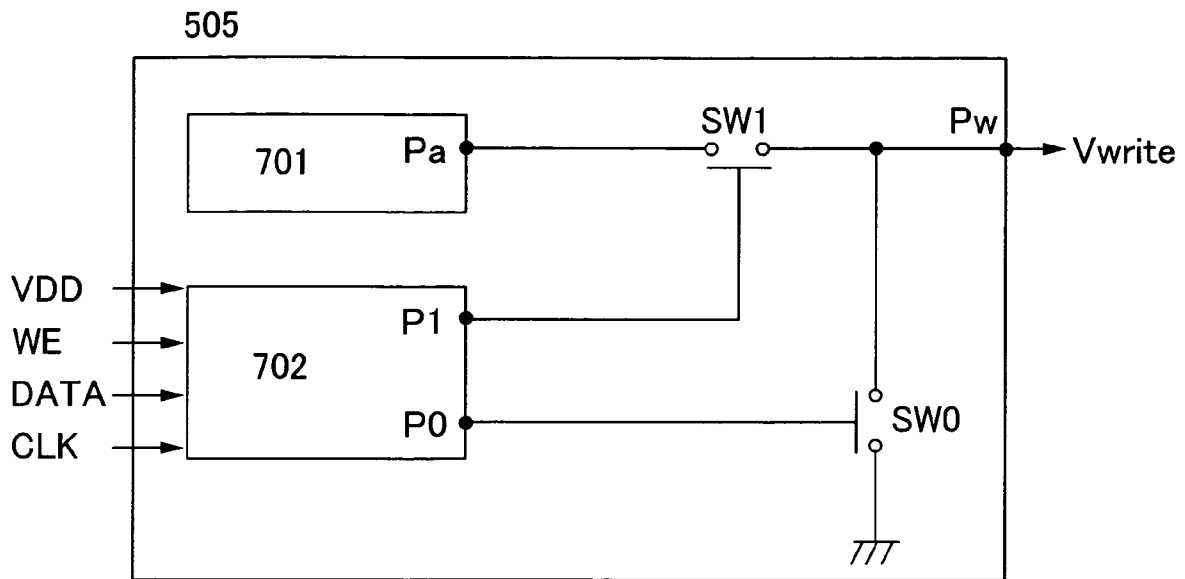 505
SW1
Pw
Pa
701
Vwrite
VDD
P1
WE
702
DATA
P0
SW0
CLK